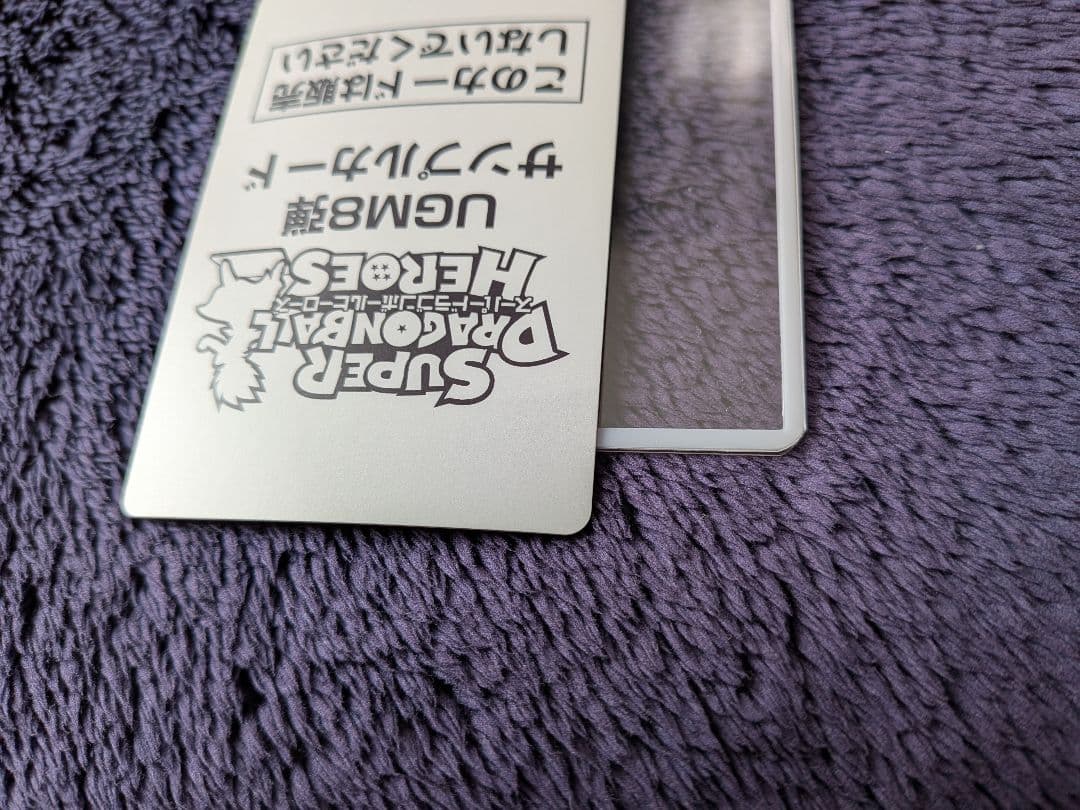 SUPER
DRAGONBALL
スーパードラゴンボールヒーローズ
HEROES
UGM8弾
サンプルカード
このカードは販売
しないでください